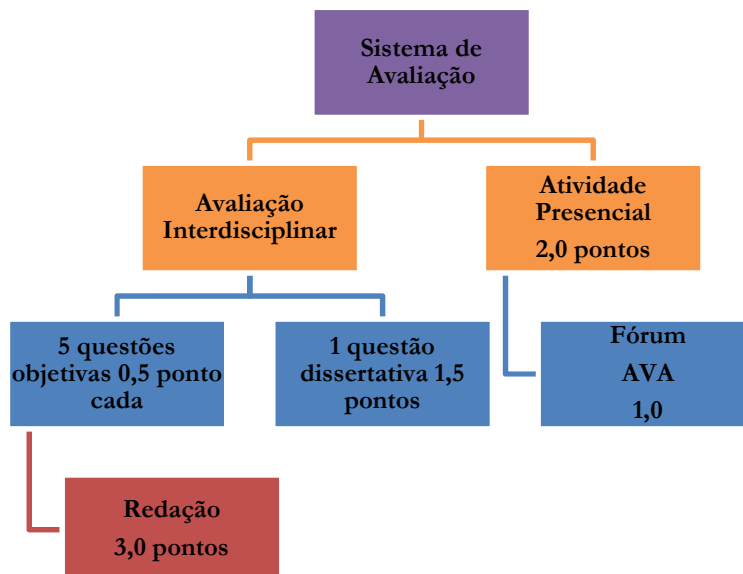 Sistema de
Avaliação
Avaliação
Interdisciplinar
Atividade
Presencial
2,0 pontos
5 questões
objetivas 0,5 ponto
cada
1 questão
dissertativa 1,5
pontos
Fórum
AVA
1,0
Redação
3,0 pontos